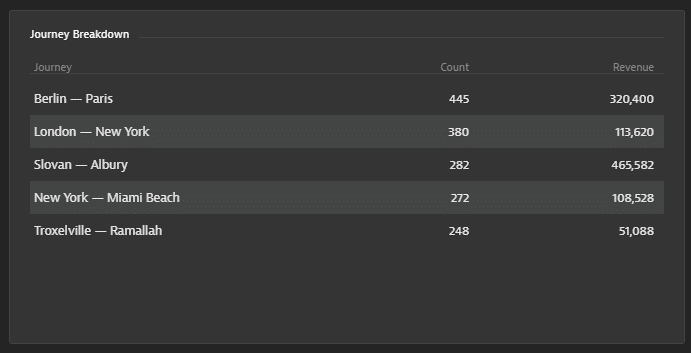 Journey Breakdown
Journey Count Revenue
Berlin — Paris 445 320,400
London — New York 380 113,620
Slovan — Albury 282 465,582
New York — Miami Beach 272 108,528
Troxelville — Ramallah 248 51,088